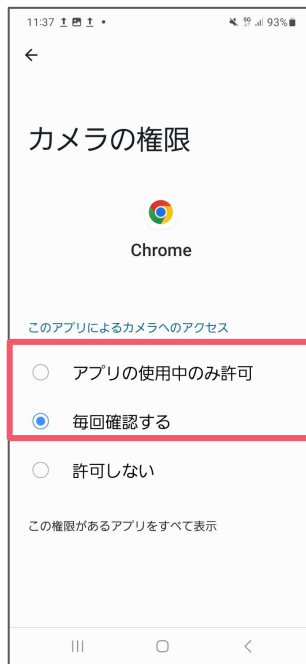 11:37
5G 93%
カメラの権限
Chrome
このアプリによるカメラへのアクセス
アプリの使用中のみ許可
毎回確認する
許可しない
この権限があるアプリをすべて表示